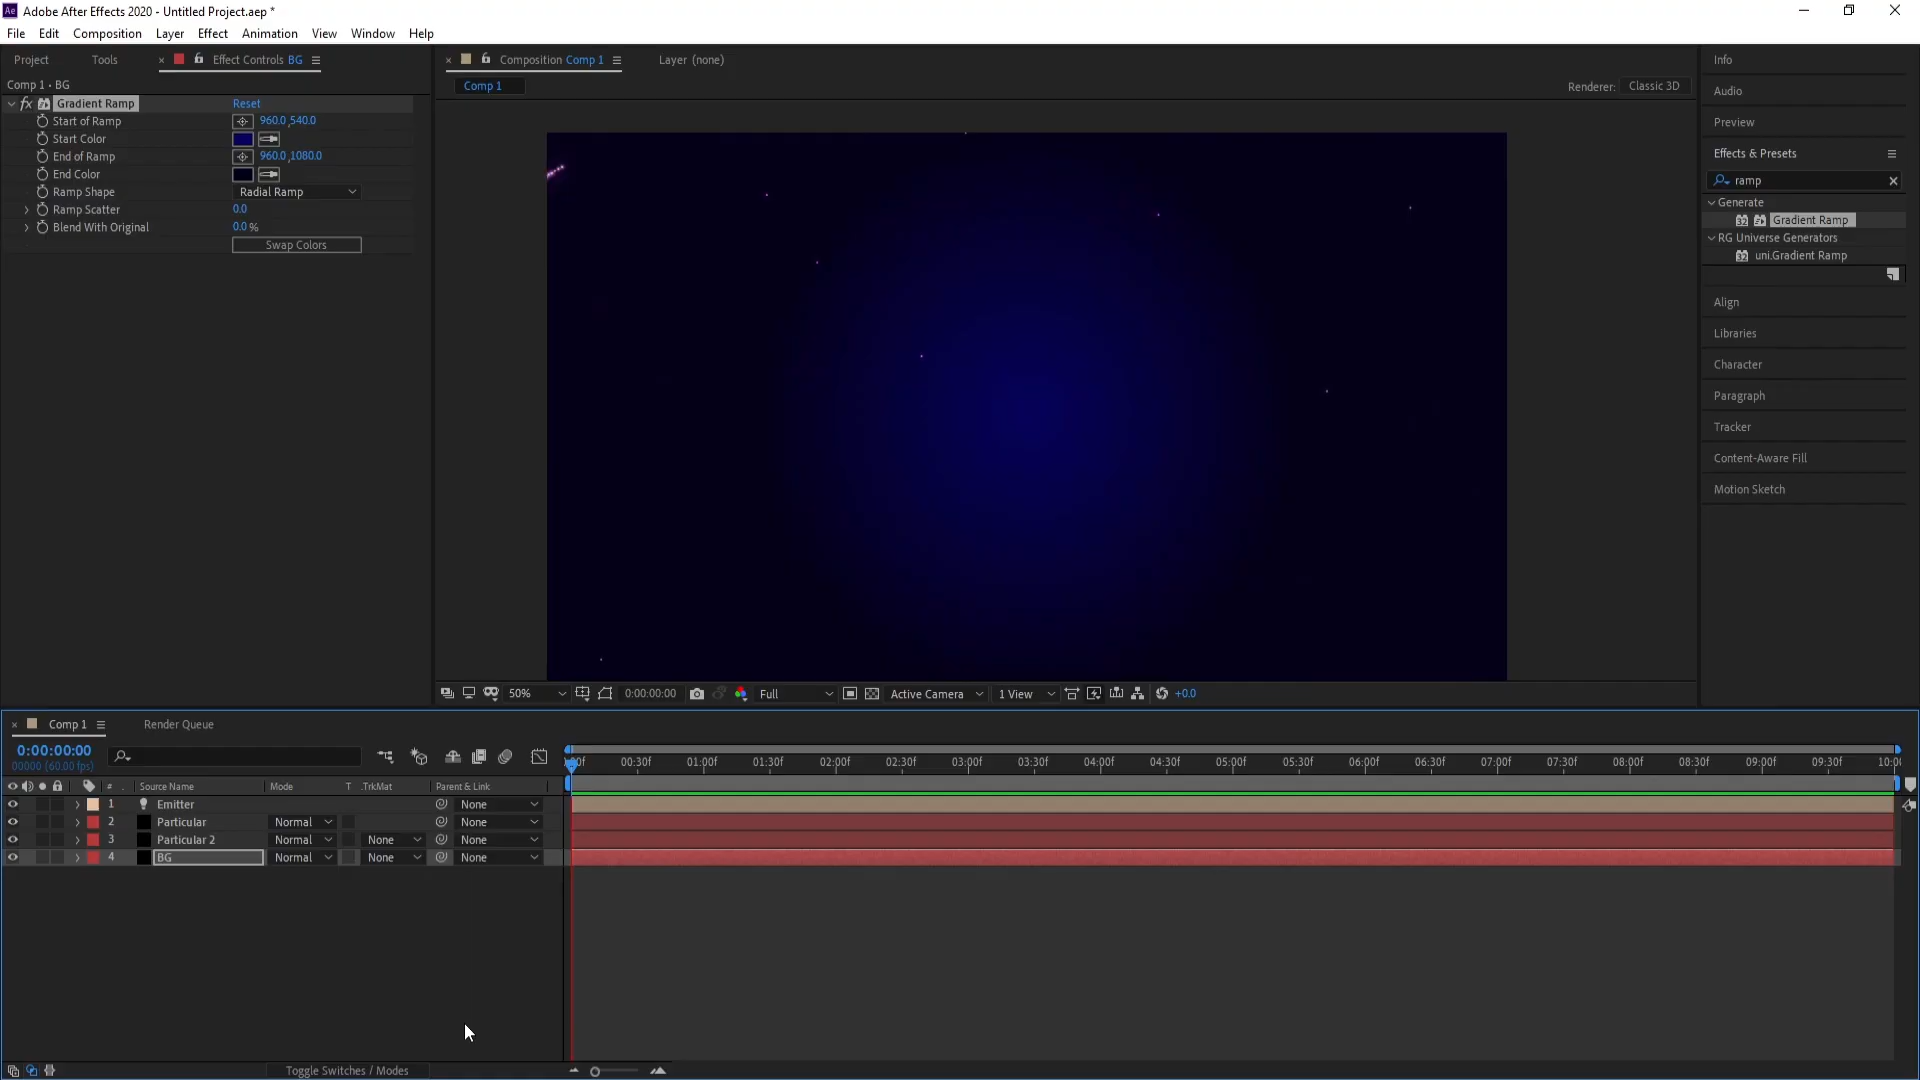 Adobe After Effects 2020 - Untitled Project.aep *
File Edit Composition Layer Effect Animation View Window Help
Project Tools × Effect Controls BG
Comp 1 • BG
fx Gradient Ramp Reset
Start of Ramp 960.0,540.0
Start Color
End of Ramp 960.0,1080.0
End Color
Ramp Shape Radial Ramp
Ramp Scatter 0.0
Blend With Original 0.0 %
Swap Colors
× Composition Comp 1 Layer (none)
Comp 1
Renderer: Classic 3D
50% 0:00:00:00 Full Active Camera 1 View +0.0
Info
Audio
Preview
Effects & Presets
ramp
Generate
32 Gradient Ramp
RG Universe Generators
32 uni.Gradient Ramp
Align
Libraries
Character
Paragraph
Tracker
Content-Aware Fill
Motion Sketch
× Comp 1 Render Queue
0:00:00:00
00000 (60.00 fps)
00:30f 01:00f 01:30f 02:00f 02:30f 03:00f 03:30f 04:00f 04:30f 05:00f 05:30f 06:00f 06:30f 07:00f 07:30f 08:00f 08:30f 09:00f 09:30f 10:0
# . Source Name Mode T .TrkMat Parent & Link
1 Emitter None
2 Particular Normal None
3 Particular 2 Normal None None
4 BG Normal None None
Toggle Switches / Modes